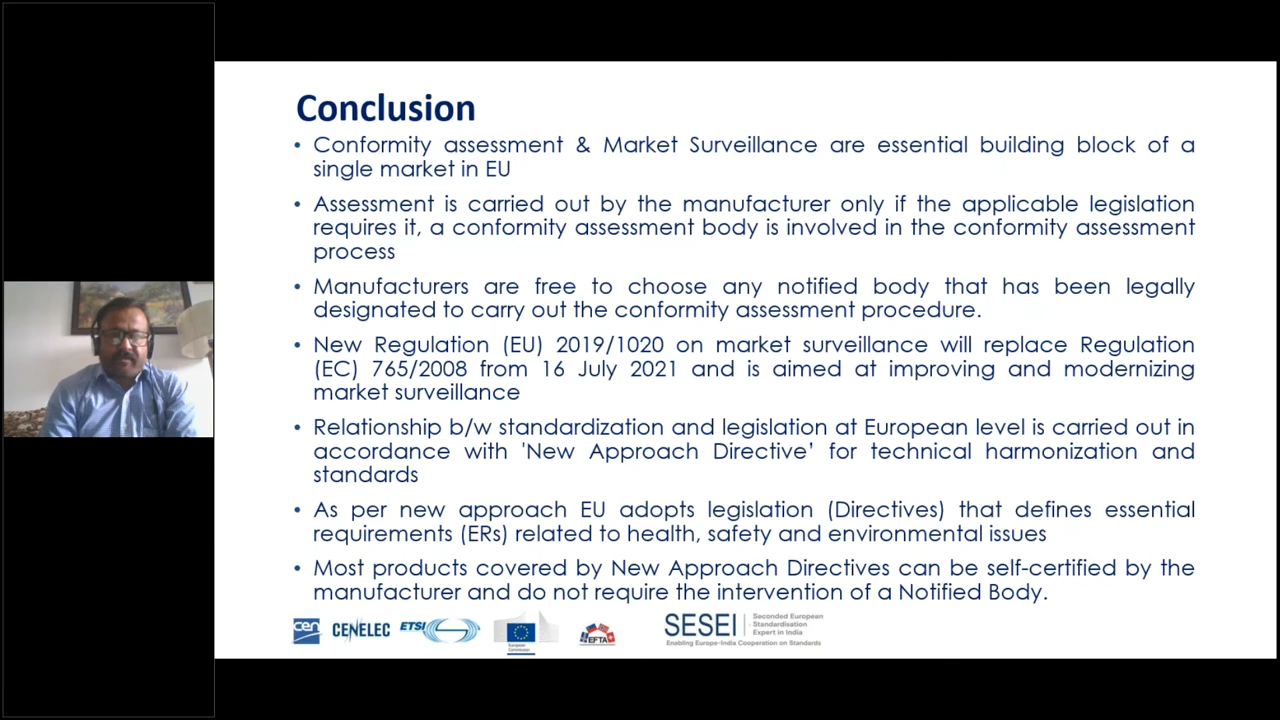 Conclusion
• Conformity assessment & Market Surveillance are essential building block of a
single market in EU
• Assessment is carried out by the manufacturer only if the applicable legislation
requires it, a conformity assessment body is involved in the conformity assessment
process
• Manufacturers are free to choose any notified body that has been legally
designated to carry out the conformity assessment procedure.
• New Regulation (EU) 2019/1020 on market surveillance will replace Regulation
(EC) 765/2008 from 16 July 2021 and is aimed at improving and modernizing
market surveillance
• Relationship b/w standardization and legislation at European level is carried out in
accordance with 'New Approach Directive’ for technical harmonization and
standards
• As per new approach EU adopts legislation (Directives) that defines essential
requirements (ERs) related to health, safety and environmental issues
• Most products covered by New Approach Directives can be self-certified by the
manufacturer and do not require the intervention of a Notified Body.
cen
CENELEC
ETSI
European
Commission
EFTA
SESEI
Seconded European
Standardisation
Expert in India
Enabling Europe-India Cooperation on Standards